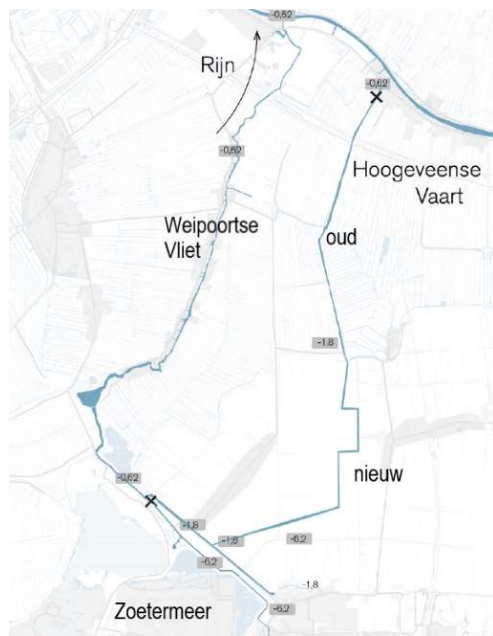 -0,62
Rijn
-0,62
-0,62
Hoogeveense
Vaart
Weipoortse
Vliet
oud
-1,8
nieuw
-0,62
-1,8
-1,8
-6,2
-6,2
-1,8
-6,2
Zoetermeer